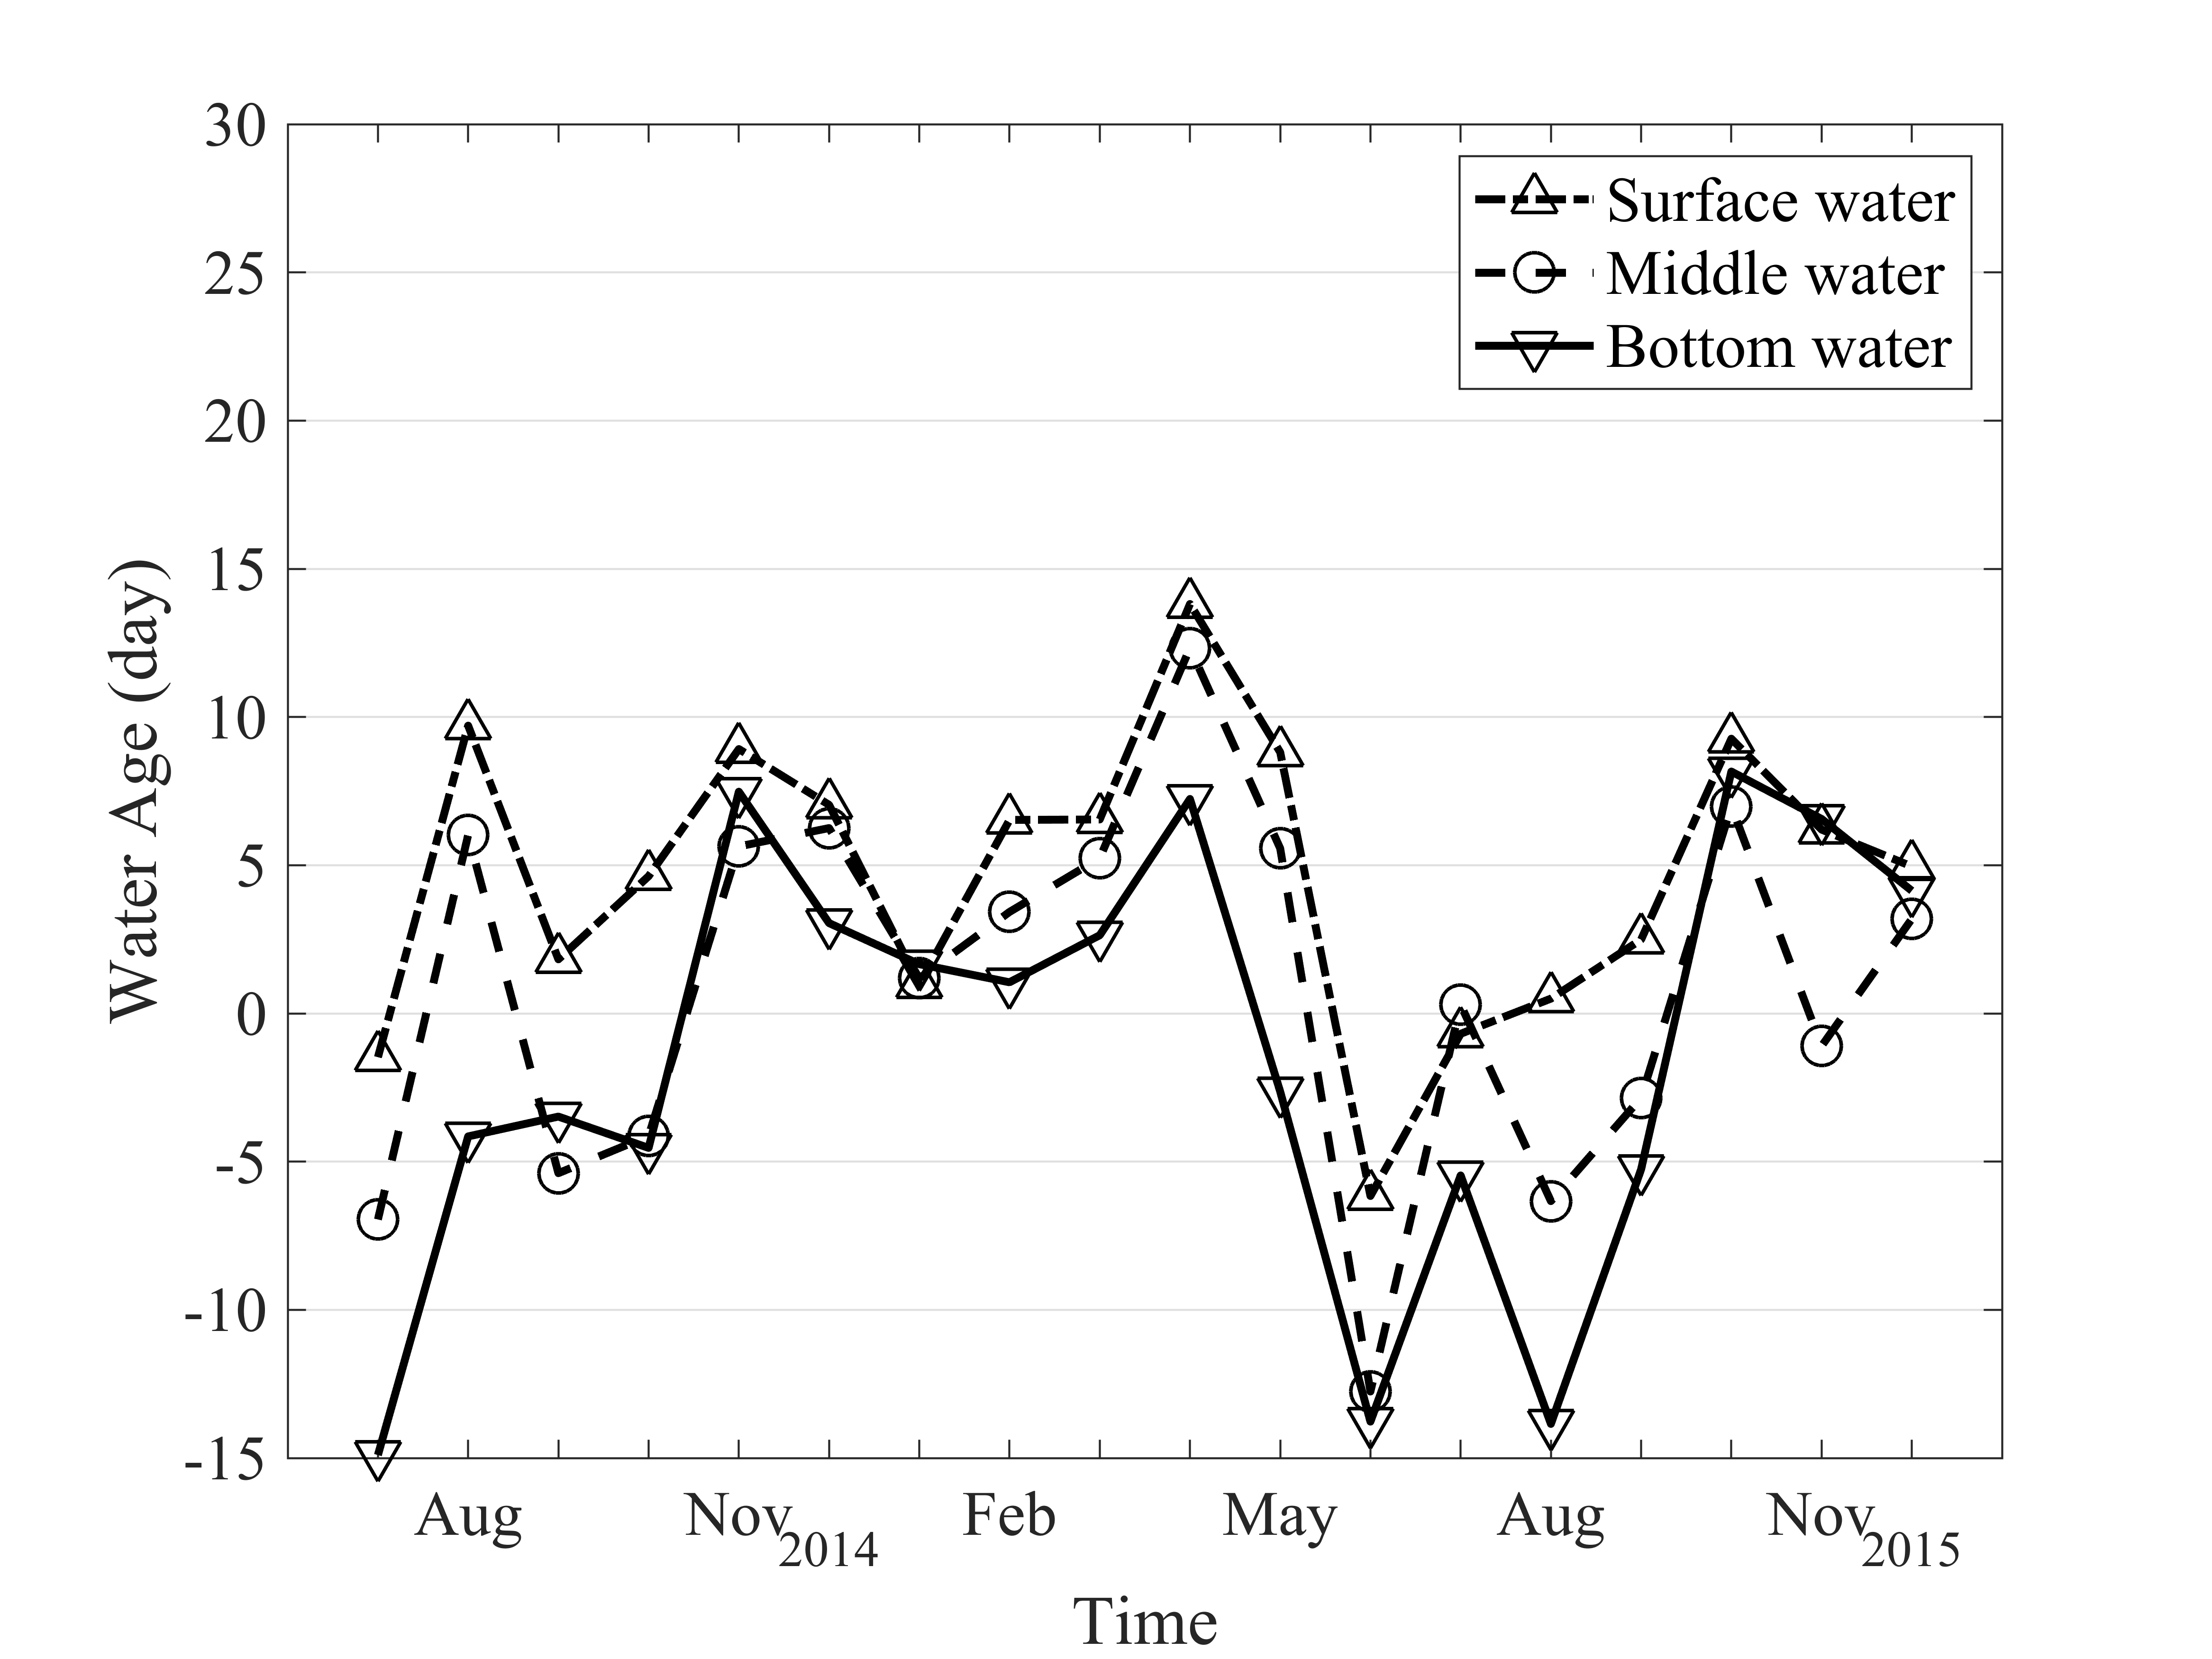 30
25
20
15
10
5
0
-5
-10
-15
Water Age (day)
Surface water
Middle water
Bottom water
Aug Nov Feb May Aug Nov
2014 2015
Time